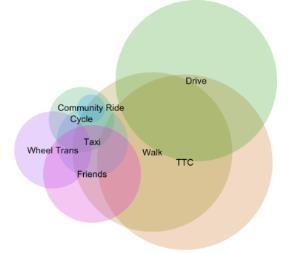 Drive
Community Ride
Cycle
Taxi
Wheel Trans
Walk
TTC
Friends